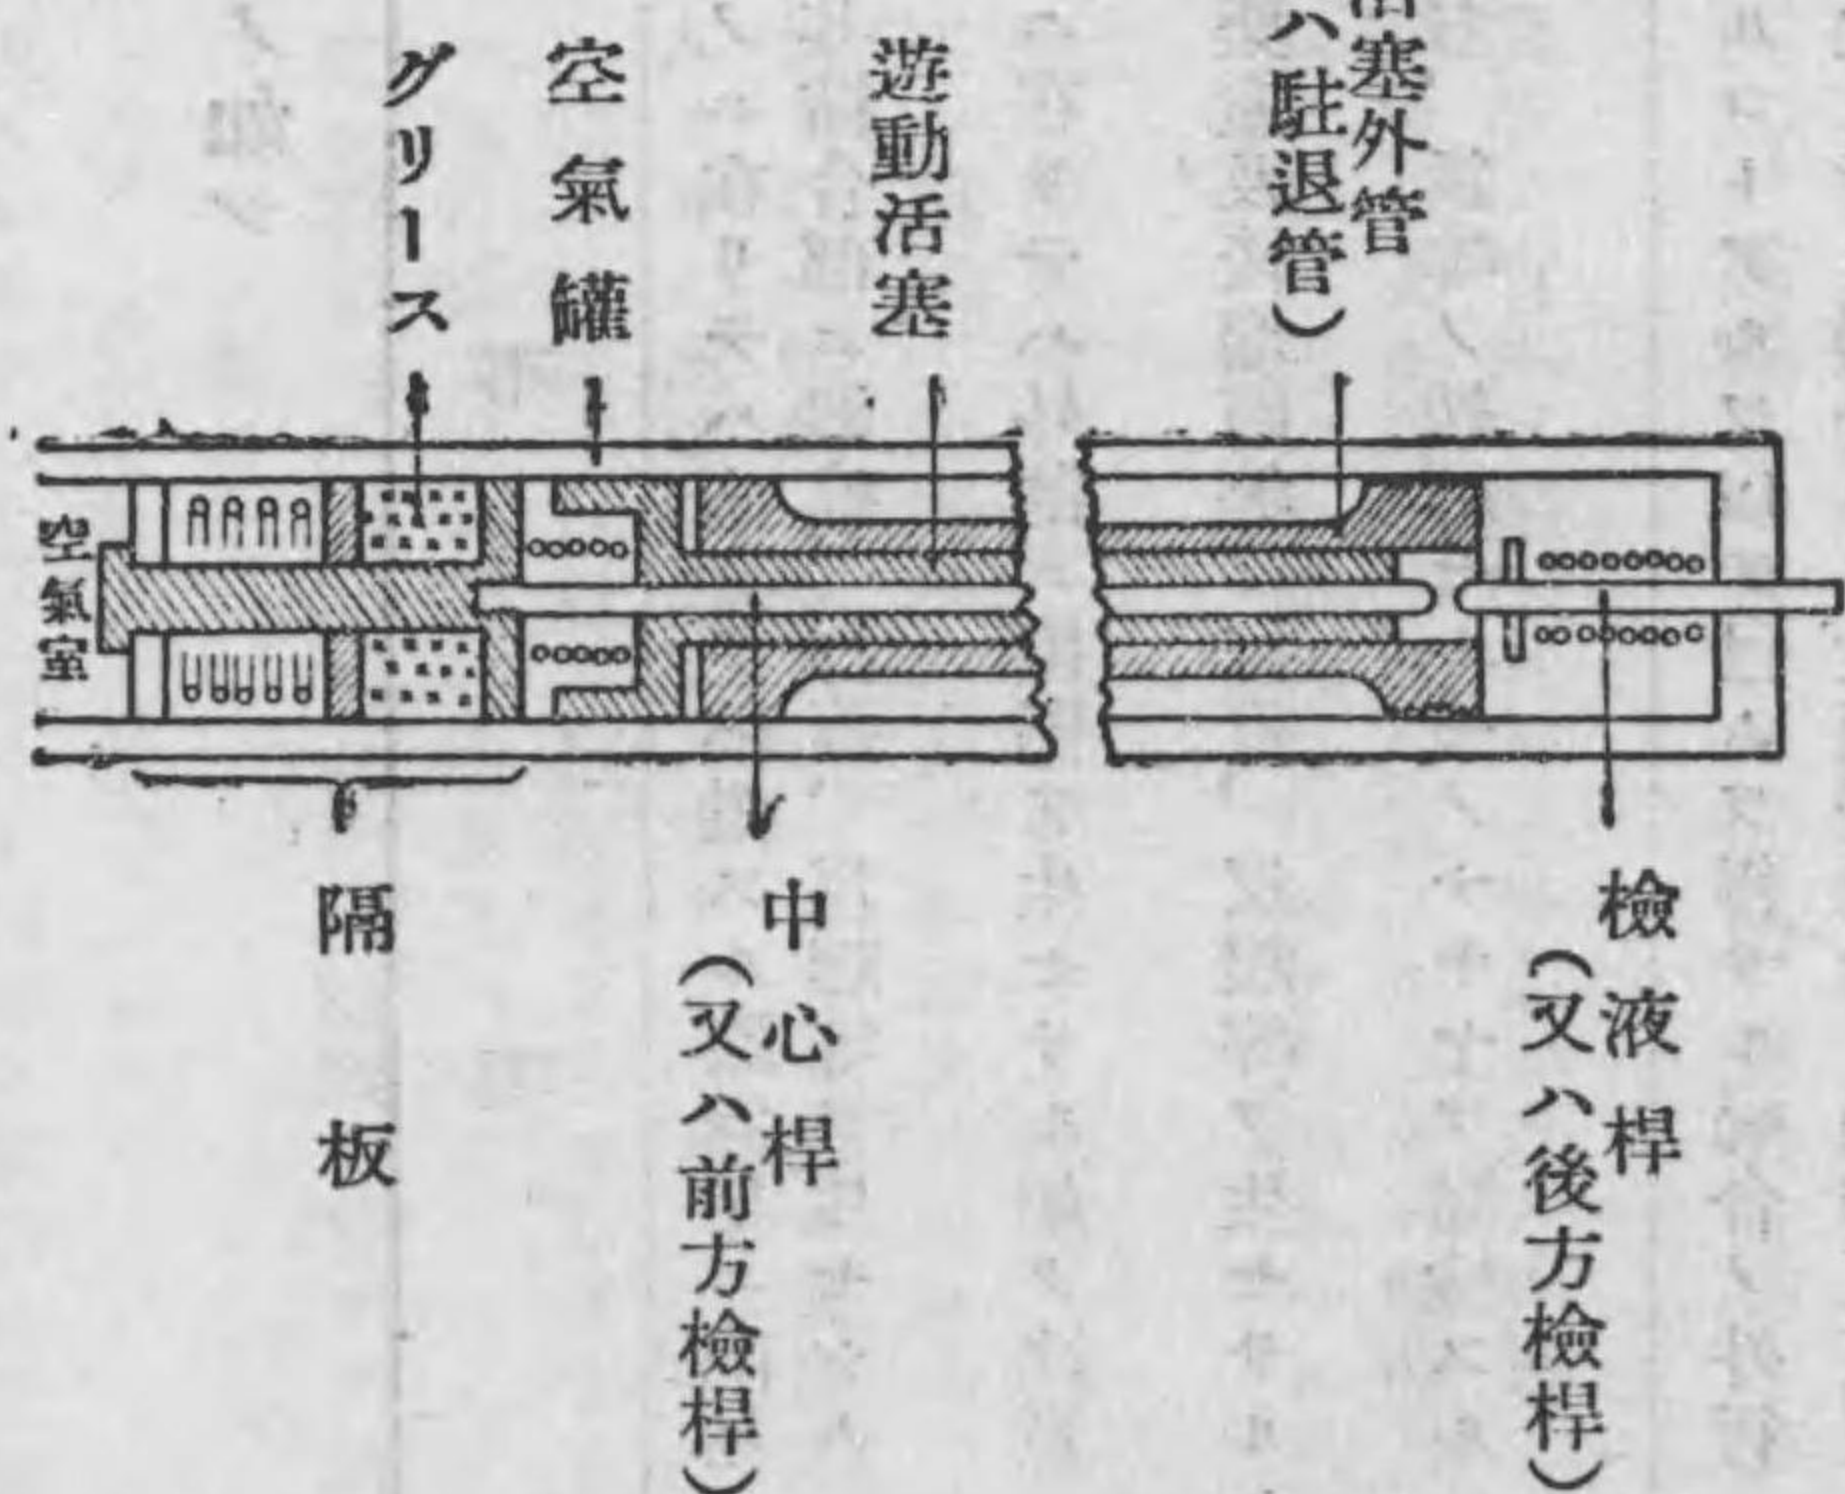 活塞外管
ハ駐退管)
遊動活塞
空氣罐
グリース
空氣室
檢液桿
(又ハ後方檢桿)
中心桿
(又ハ前方檢桿)
隔板